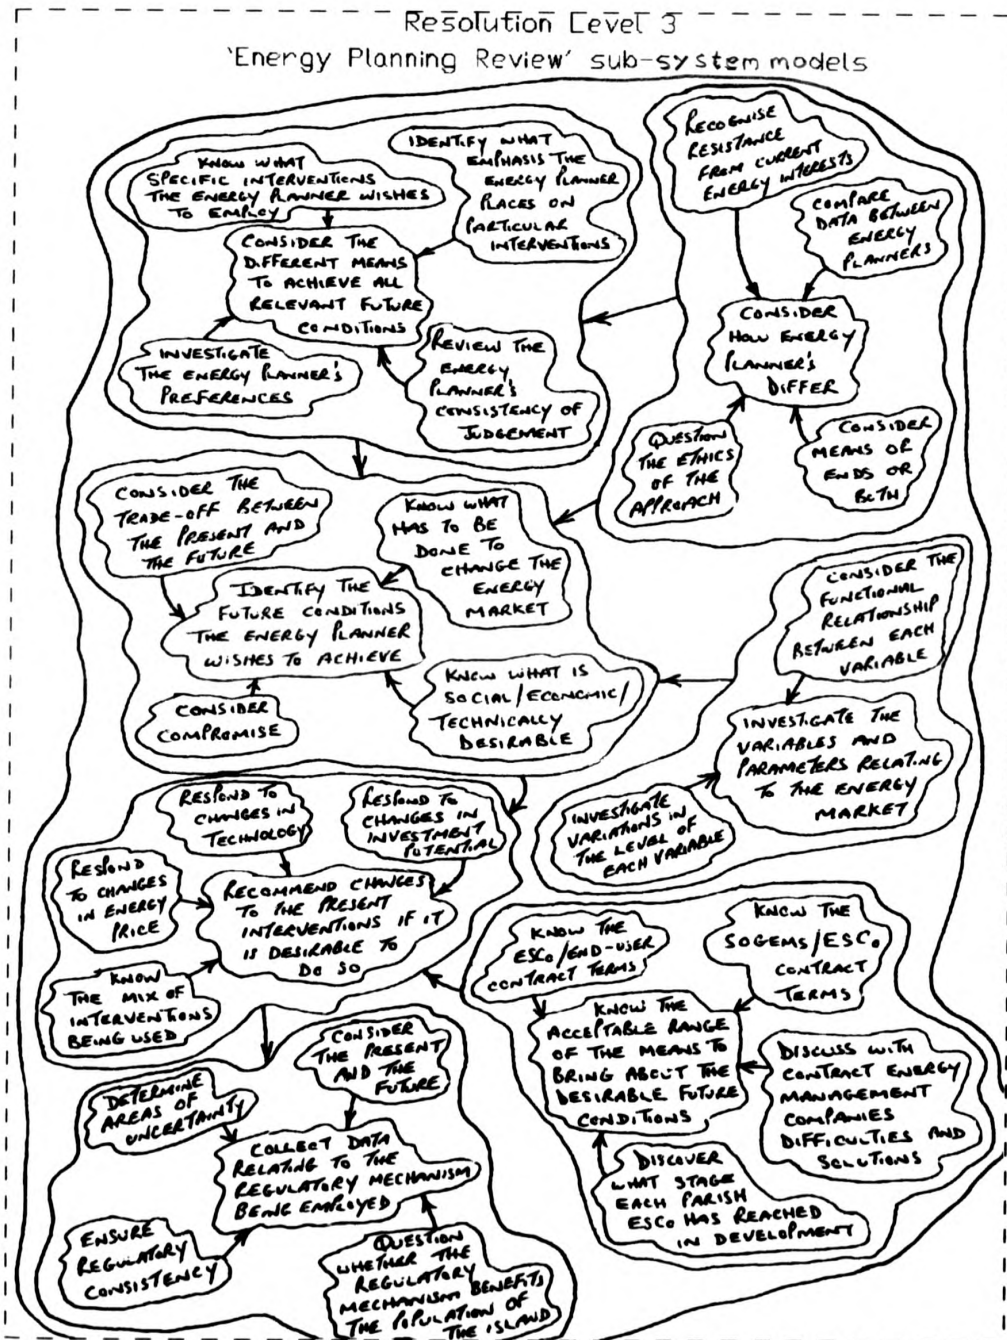 Resolution Level 3
'Energy Planning Review' sub-system models
KNOW WHAT
SPECIFIC INTERVENTIONS
THE ENERGY PLANNER WISHES
TO EMPLOY
IDENTIFY WHAT
EMPHASIS THE
ENERGY PLANNER
PLACES ON
PARTICULAR
INTERVENTIONS
CONSIDER THE
DIFFERENT MEANS
TO ACHIEVE ALL
RELEVANT FUTURE
CONDITIONS
INVESTIGATE
THE ENERGY PLANNER'S
PREFERENCES
REVIEW THE
ENERGY
PLANNER'S
CONSISTENCY OF
JUDGEMENT
RECOGNISE
RESISTANCE
FROM CURRENT
ENERGY INTERESTS
COMPARE
DATA BETWEEN
ENERGY
PLANNERS
CONSIDER
HOW ENERGY
PLANNER'S
DIFFER
QUESTION
THE ETHICS
OF THE
APPROACH
CONSIDER
MEANS OR
ENDS OR
BOTH
CONSIDER THE
TRADE-OFF BETWEEN
THE PRESENT AND
THE FUTURE
KNOW WHAT
HAS TO BE
DONE TO
CHANGE THE
ENERGY
MARKET
IDENTIFY THE
FUTURE CONDITIONS
THE ENERGY PLANNER
WISHES TO ACHIEVE
CONSIDER
COMPROMISE
KNOW WHAT IS
SOCIAL/ECONOMIC/
TECHNICALLY
DESIRABLE
CONSIDER THE
FUNCTIONAL
RELATIONSHIP
BETWEEN EACH
VARIABLE
INVESTIGATE THE
VARIABLES AND
PARAMETERS RELATING
TO THE ENERGY
MARKET
INVESTIGATE
VARIATIONS IN
THE LEVEL OF
EACH VARIABLE
RESPOND TO
CHANGES IN
TECHNOLOGY
RESPOND TO
CHANGES IN
INVESTMENT
POTENTIAL
RESPOND
TO CHANGES
IN ENERGY
PRICE
RECOMMEND CHANGES
TO THE PRESENT
INTERVENTIONS IF IT
IS DESIRABLE TO
DO SO
KNOW
THE MIX OF
INTERVENTIONS
BEING USED
KNOW THE
ESCo/END-USER
CONTRACT TERMS
KNOW THE
SOGEMS/ESCo
CONTRACT
TERMS
KNOW THE
ACCEPTABLE RANGE
OF THE MEANS TO
BRING ABOUT THE
DESIRABLE FUTURE
CONDITIONS
DISCUSS WITH
CONTRACT ENERGY
MANAGEMENT
COMPANIES
DIFFICULTIES AND
SOLUTIONS
DISCOVER
WHAT STAGE
EACH PARISH
ESCo HAS REACHED
IN DEVELOPMENT
CONSIDER
THE PRESENT
AND THE
FUTURE
DETERMINE
AREAS OF
UNCERTAINTY
COLLECT DATA
RELATING TO THE
REGULATORY MECHANISM
BEING EMPLOYED
ENSURE
REGULATORY
CONSISTENCY
QUESTION
WHETHER THE
REGULATORY
MECHANISM BENEFITS
THE POPULATION OF
THE ISLAND